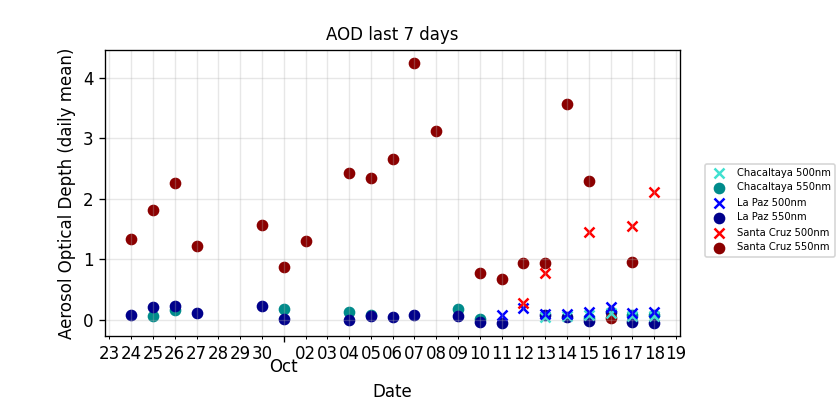 AOD last 7 days
Aerosol Optical Depth (daily mean)
4
3
2
1
0
23 24 25 26 27 28 29 30 02 03 04 05 06 07 08 09 10 11 12 13 14 15 16 17 18 19
Oct
Date
Chacaltaya 500nm
Chacaltaya 550nm
La Paz 500nm
La Paz 550nm
Santa Cruz 500nm
Santa Cruz 550nm